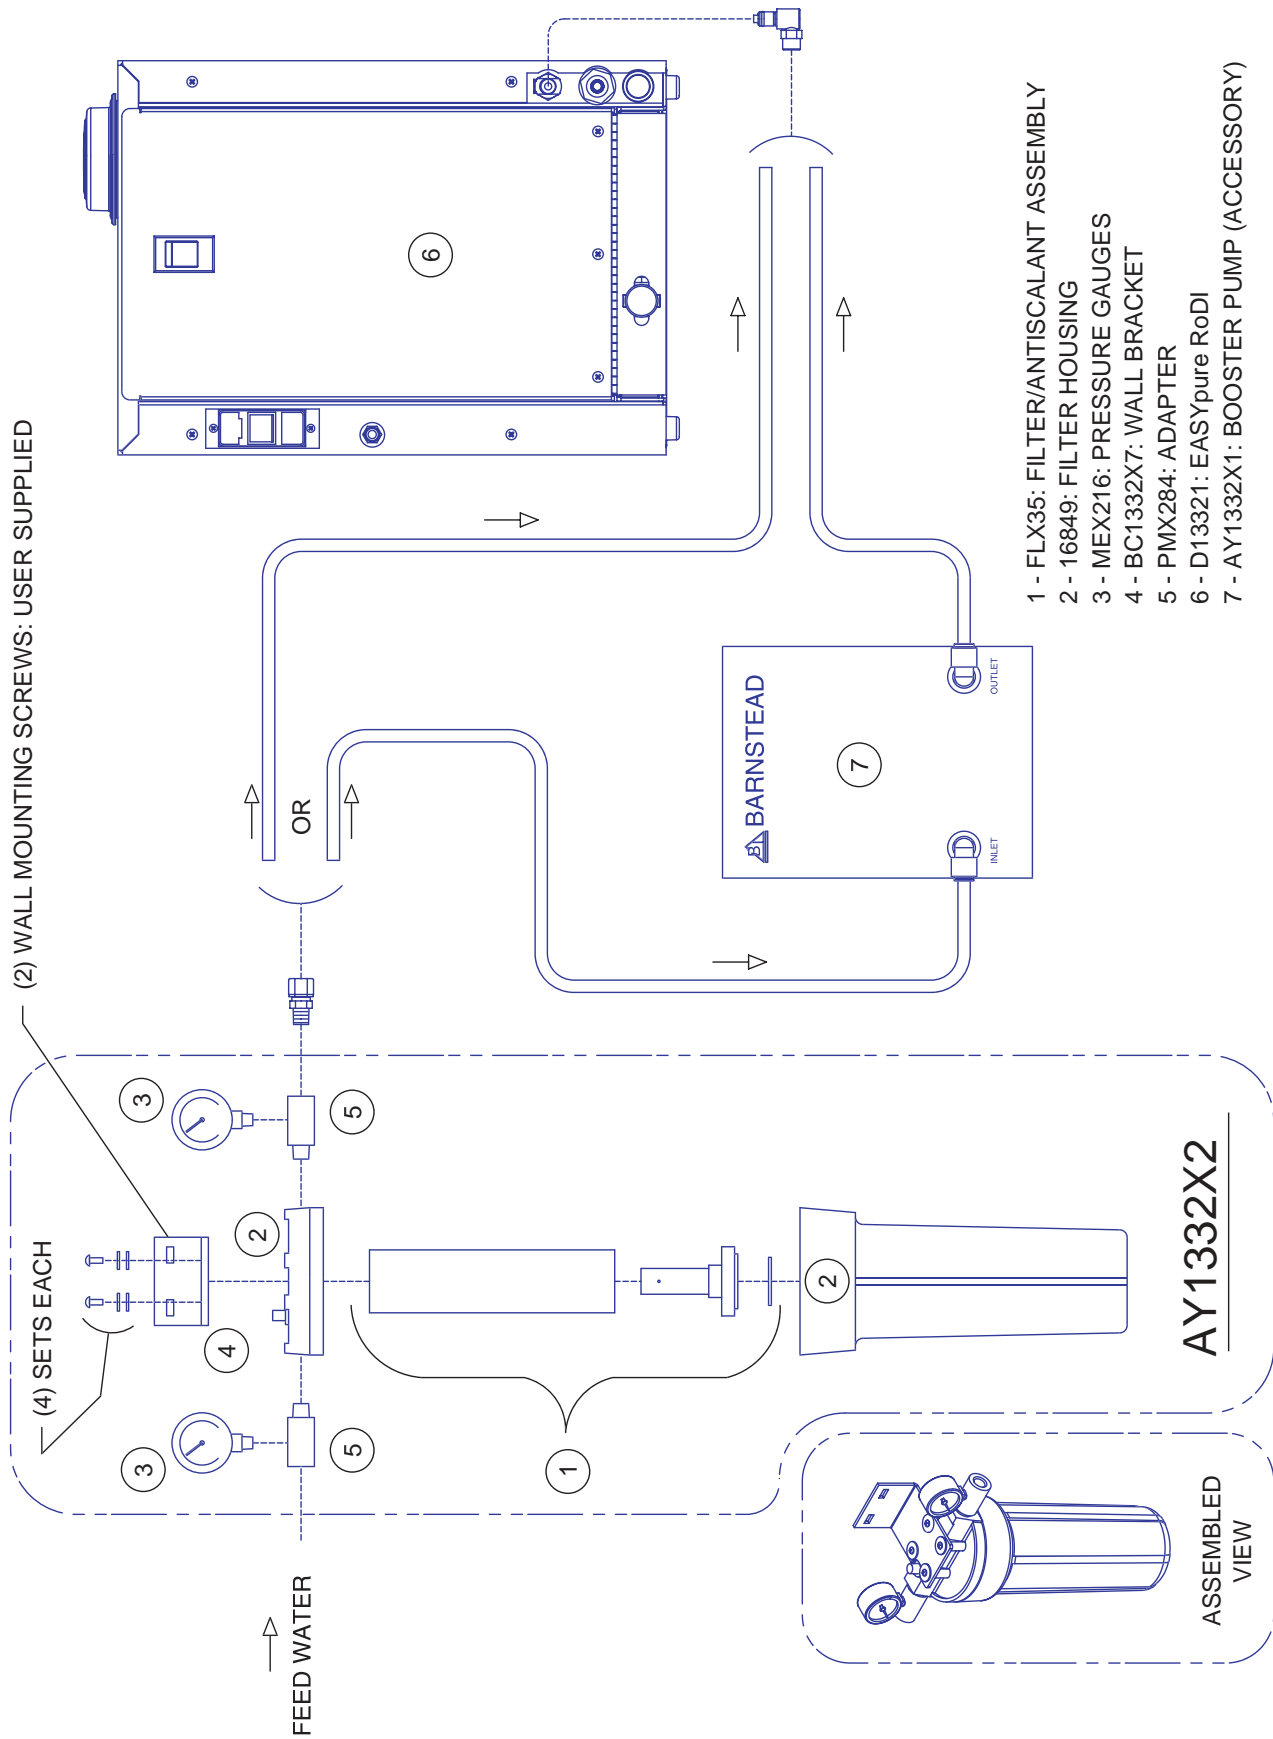 (2) WALL MOUNTING SCREWS: USER SUPPLIED
(4) SETS EACH
3
3
4
2
5
5
FEED WATER
1
2
AY1332X2
ASSEMBLED
VIEW
OR
6
B
BARNSTEAD
7
INLET
OUTLET
1 - FLX35: FILTER/ANTISCALANT ASSEMBLY
2 - 16849: FILTER HOUSING
3 - MEX216: PRESSURE GAUGES
4 - BC1332X7: WALL BRACKET
5 - PMX284: ADAPTER
6 - D13321: EASYpure RoDI
7 - AY1332X1: BOOSTER PUMP (ACCESSORY)